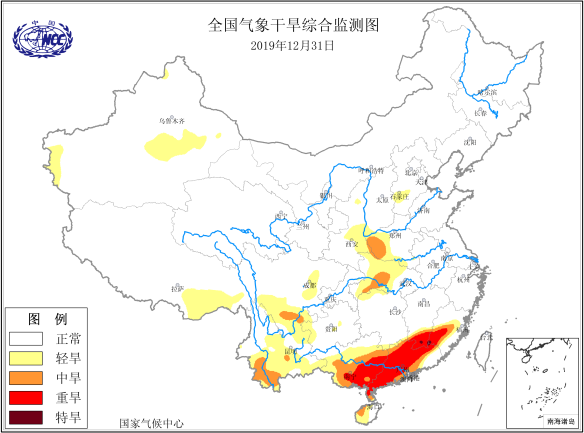 全国气象干旱综合监测图
2019年12月31日
中国
NCC
哈尔滨
长春
沈阳
乌鲁木齐
呼和浩特
北京
天津
石家庄
太原
银川
济南
西宁
兰州
郑州
西安
南京
合肥
上海
武汉
杭州
拉萨
成都
重庆
南昌
长沙
贵阳
福州
台北
昆明
海口
图 例
正常
轻旱
中旱
重旱
特旱
国家气候中心
南海诸岛